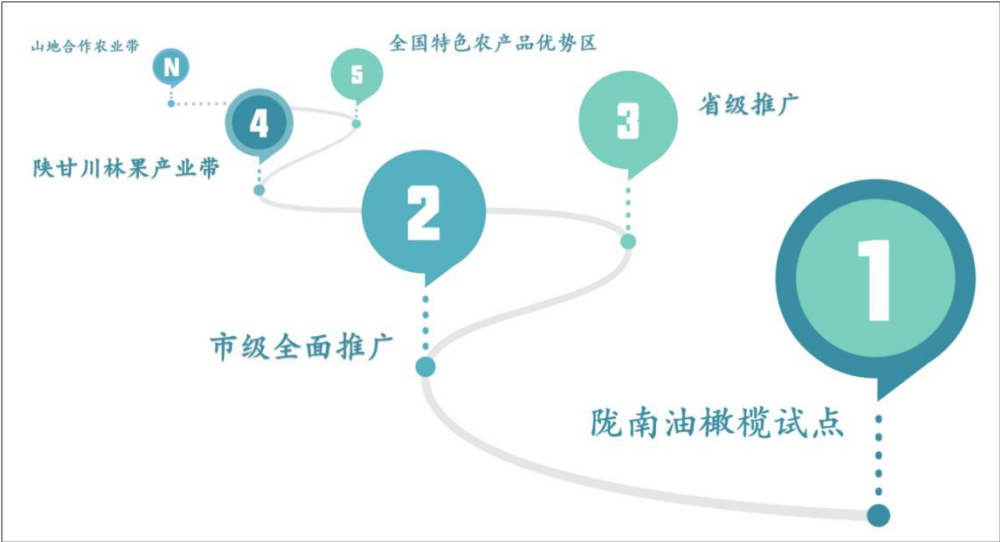 山地合作农业带
N
5
全国特色农产品优势区
4
陕甘川林果产业带
3
省级推广
2
市级全面推广
1
陇南油橄榄试点